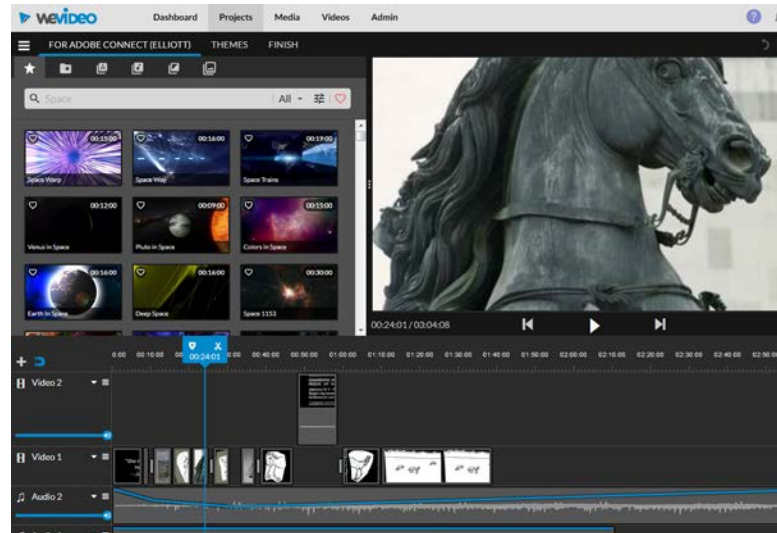 WEVIDEO Dashboard Projects Media Videos Admin ?
FOR ADOBE CONNECT (ELLIOTT) THEMES FINISH
Space All
00:15:00 00:16:00 00:19:00
Space Warp Space Way Space Trains
00:12:00 00:09:00 00:15:00
Venus in Space Pluto in Space Colors in Space
00:16:00 00:16:00 00:30:00
Earth In Space Deep Space Space 1153
00:24:01 / 03:04:08
00:24:01
0:00 00:10:00 00:40:00 00:50:00 01:00:00 01:10:00 01:20:00 01:30:00 01:40:00 01:50:00 02:00:00 02:10:00 02:20:00 02:30:00 02:40:00 02:50:0
Video 2
Video 1
Audio 2